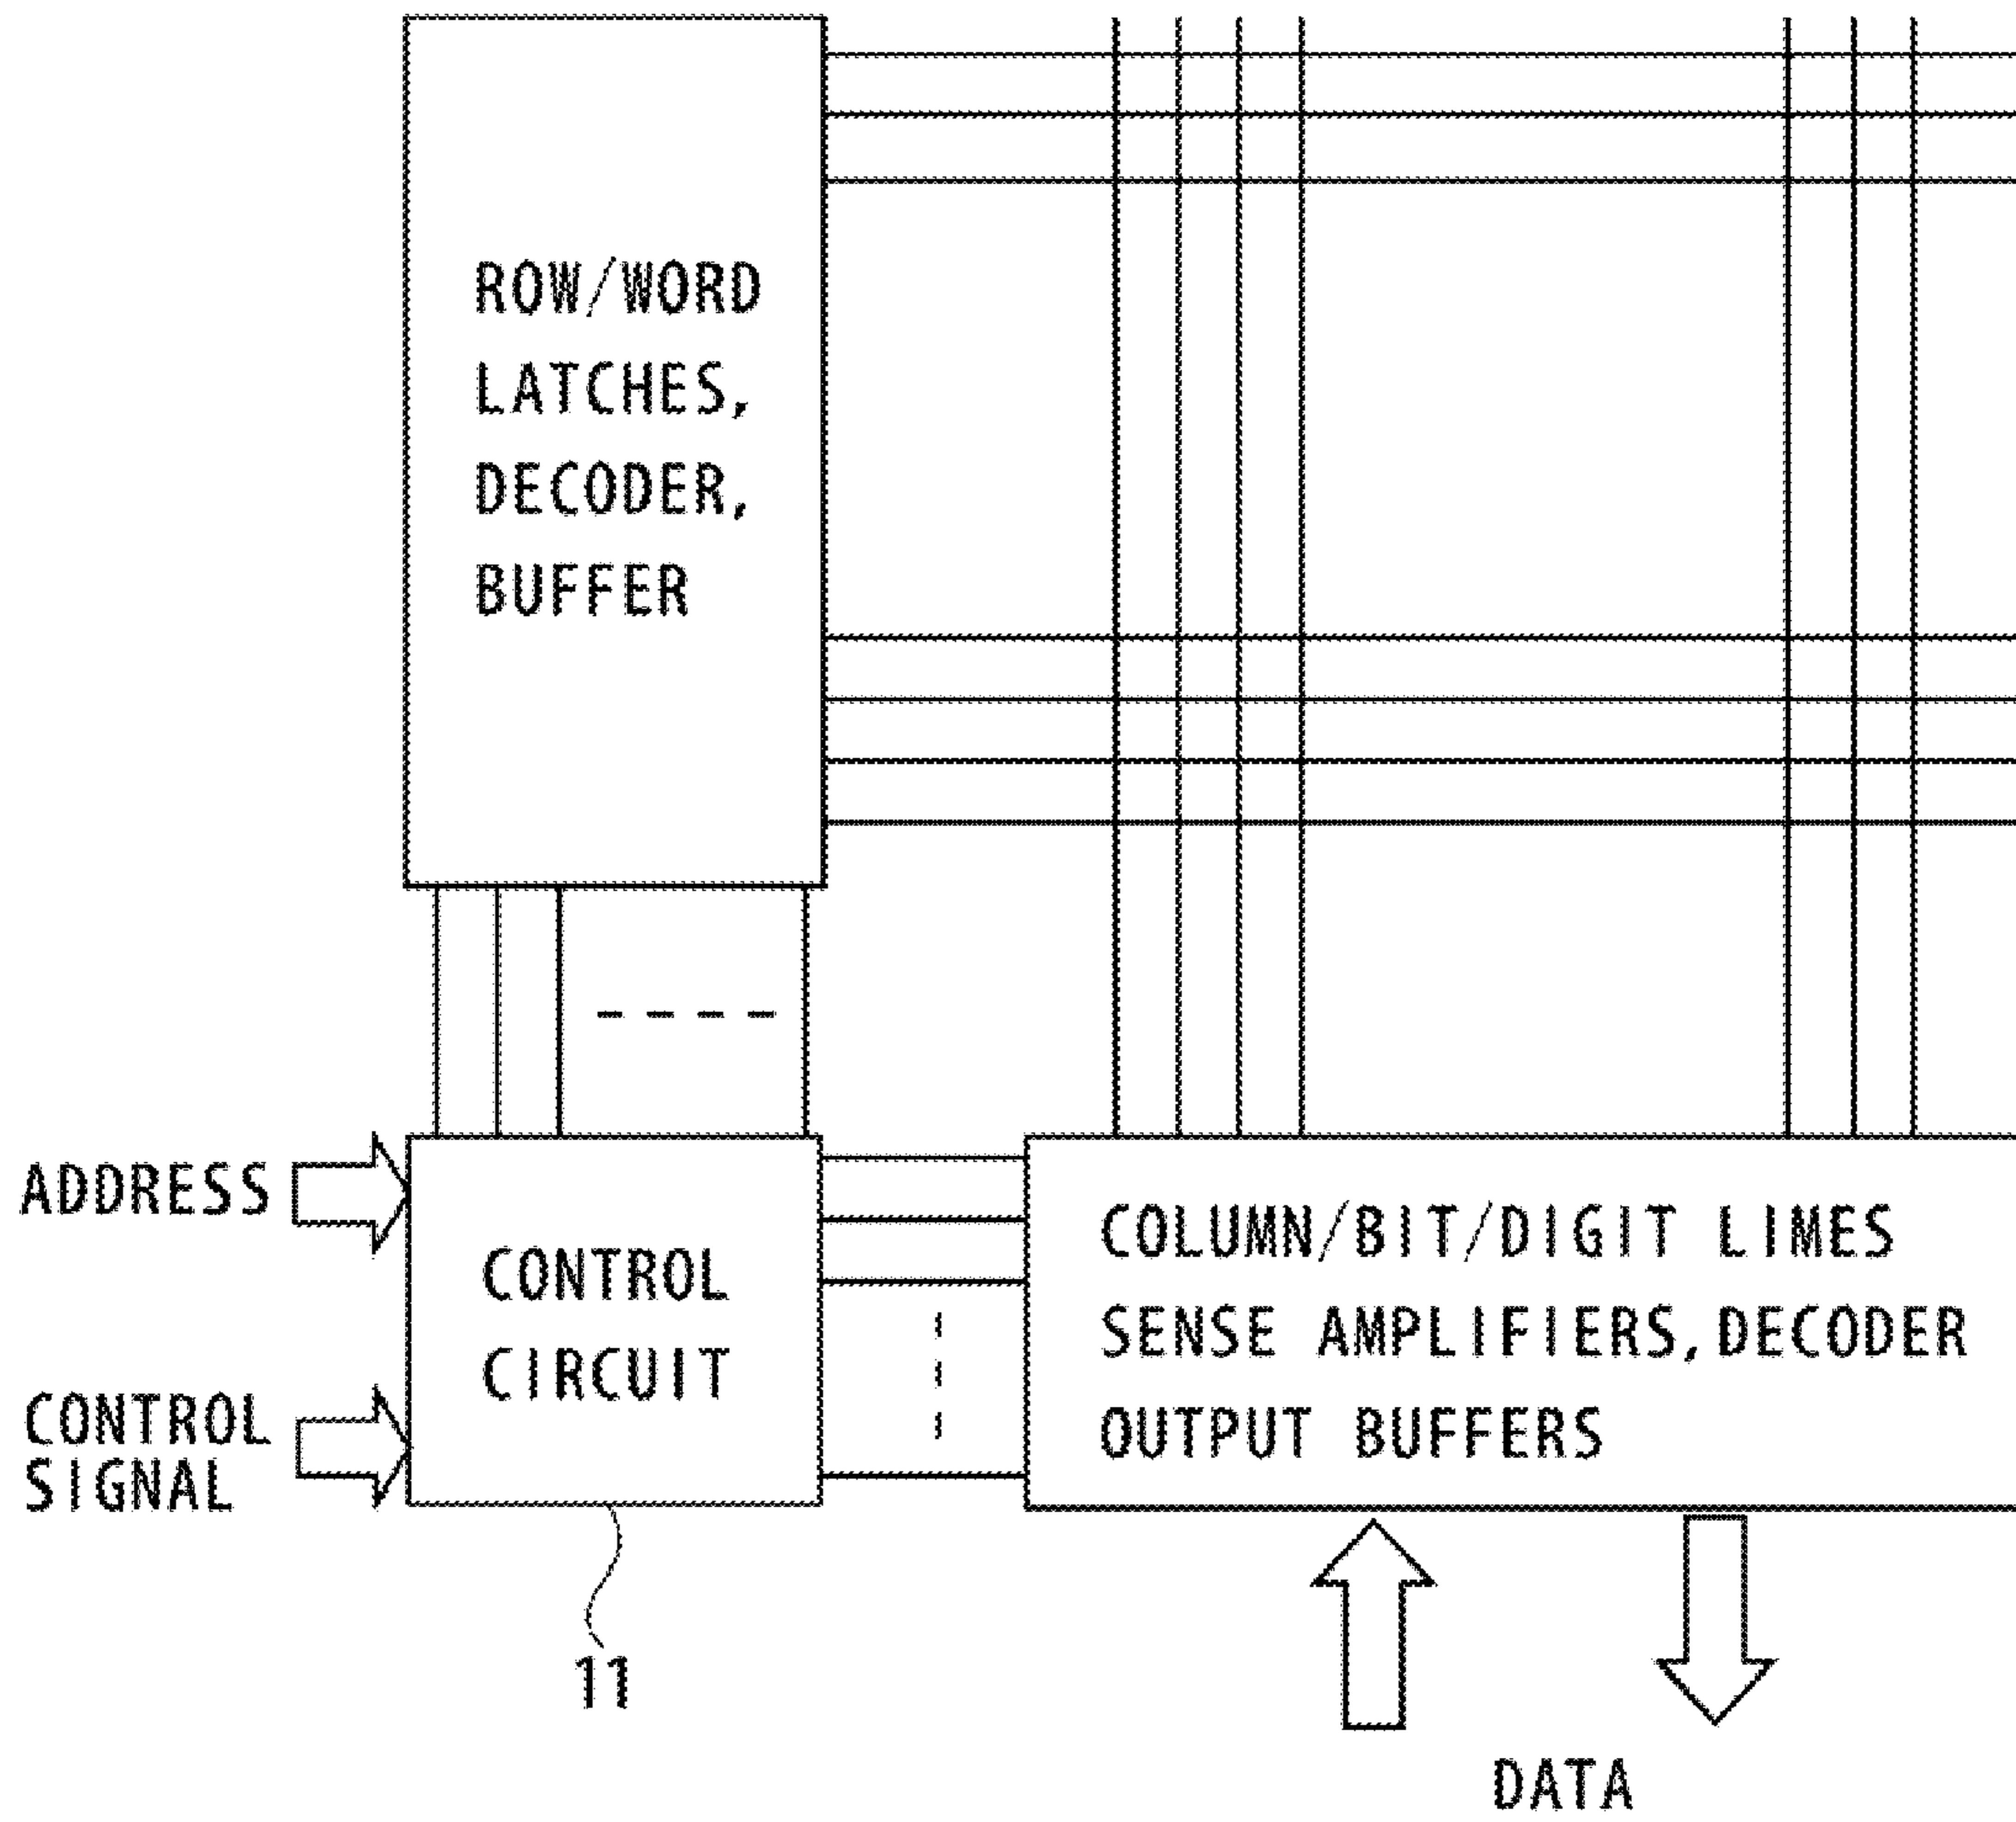 ROW/WORD
LATCHES,
DECODER,
BUFFER
ADDRESS
CONTROL
SIGNAL
CONTROL
CIRCUIT
COLUMN/BIT/DIGIT LIMES
SENSE AMPLIFIERS,DECODER
OUTPUT BUFFERS
11
DATA